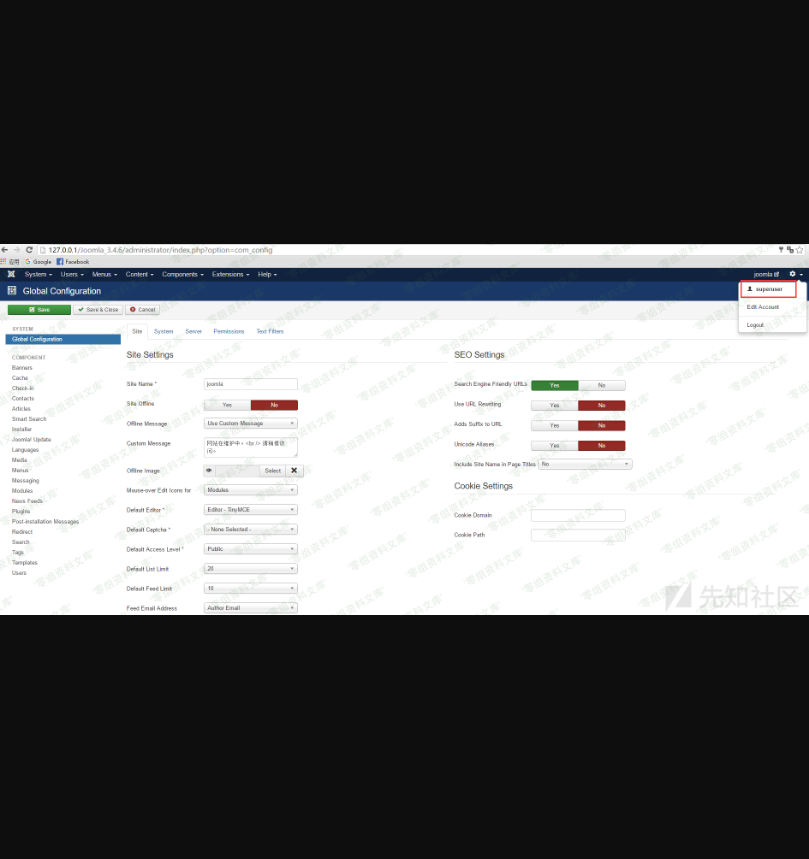 127.0.0.1/Joomla_3.4.6/administrator/index.php?option=com_config
应用 Google Facebook
System Users Menus Content Components Extensions Help joomla
Global Configuration
superuser
Edit Account
Logout
Save Save & Close Cancel
SYSTEM
Global Configuration
COMPONENT
Banners
Cache
Check-in
Contacts
Articles
Smart Search
Installer
Joomla! Update
Languages
Media
Menus
Messaging
Modules
News Feeds
Plugins
Post-installation Messages
Redirect
Search
Tags
Templates
Users
Site System Server Permissions Text Filters
Site Settings
Site Name * joomla
Site Offline Yes No
Offline Message Use Custom Message
Custom Message 网站在维护中。<br />
Offline Image Select
Mouse-over Edit Icons for Modules
Default Editor * Editor - TinyMCE
Default Captcha * - None Selected -
Default Access Level * Public
Default List Limit 20
Default Feed Limit 10
Feed Email Address Author Email
SEO Settings
Search Engine Friendly URLs Yes No
Use URL Rewriting Yes No
Adds Suffix to URL Yes No
Unicode Aliases Yes No
Include Site Name in Page Titles No
Cookie Settings
Cookie Domain
Cookie Path
零组资料文库
先知社区